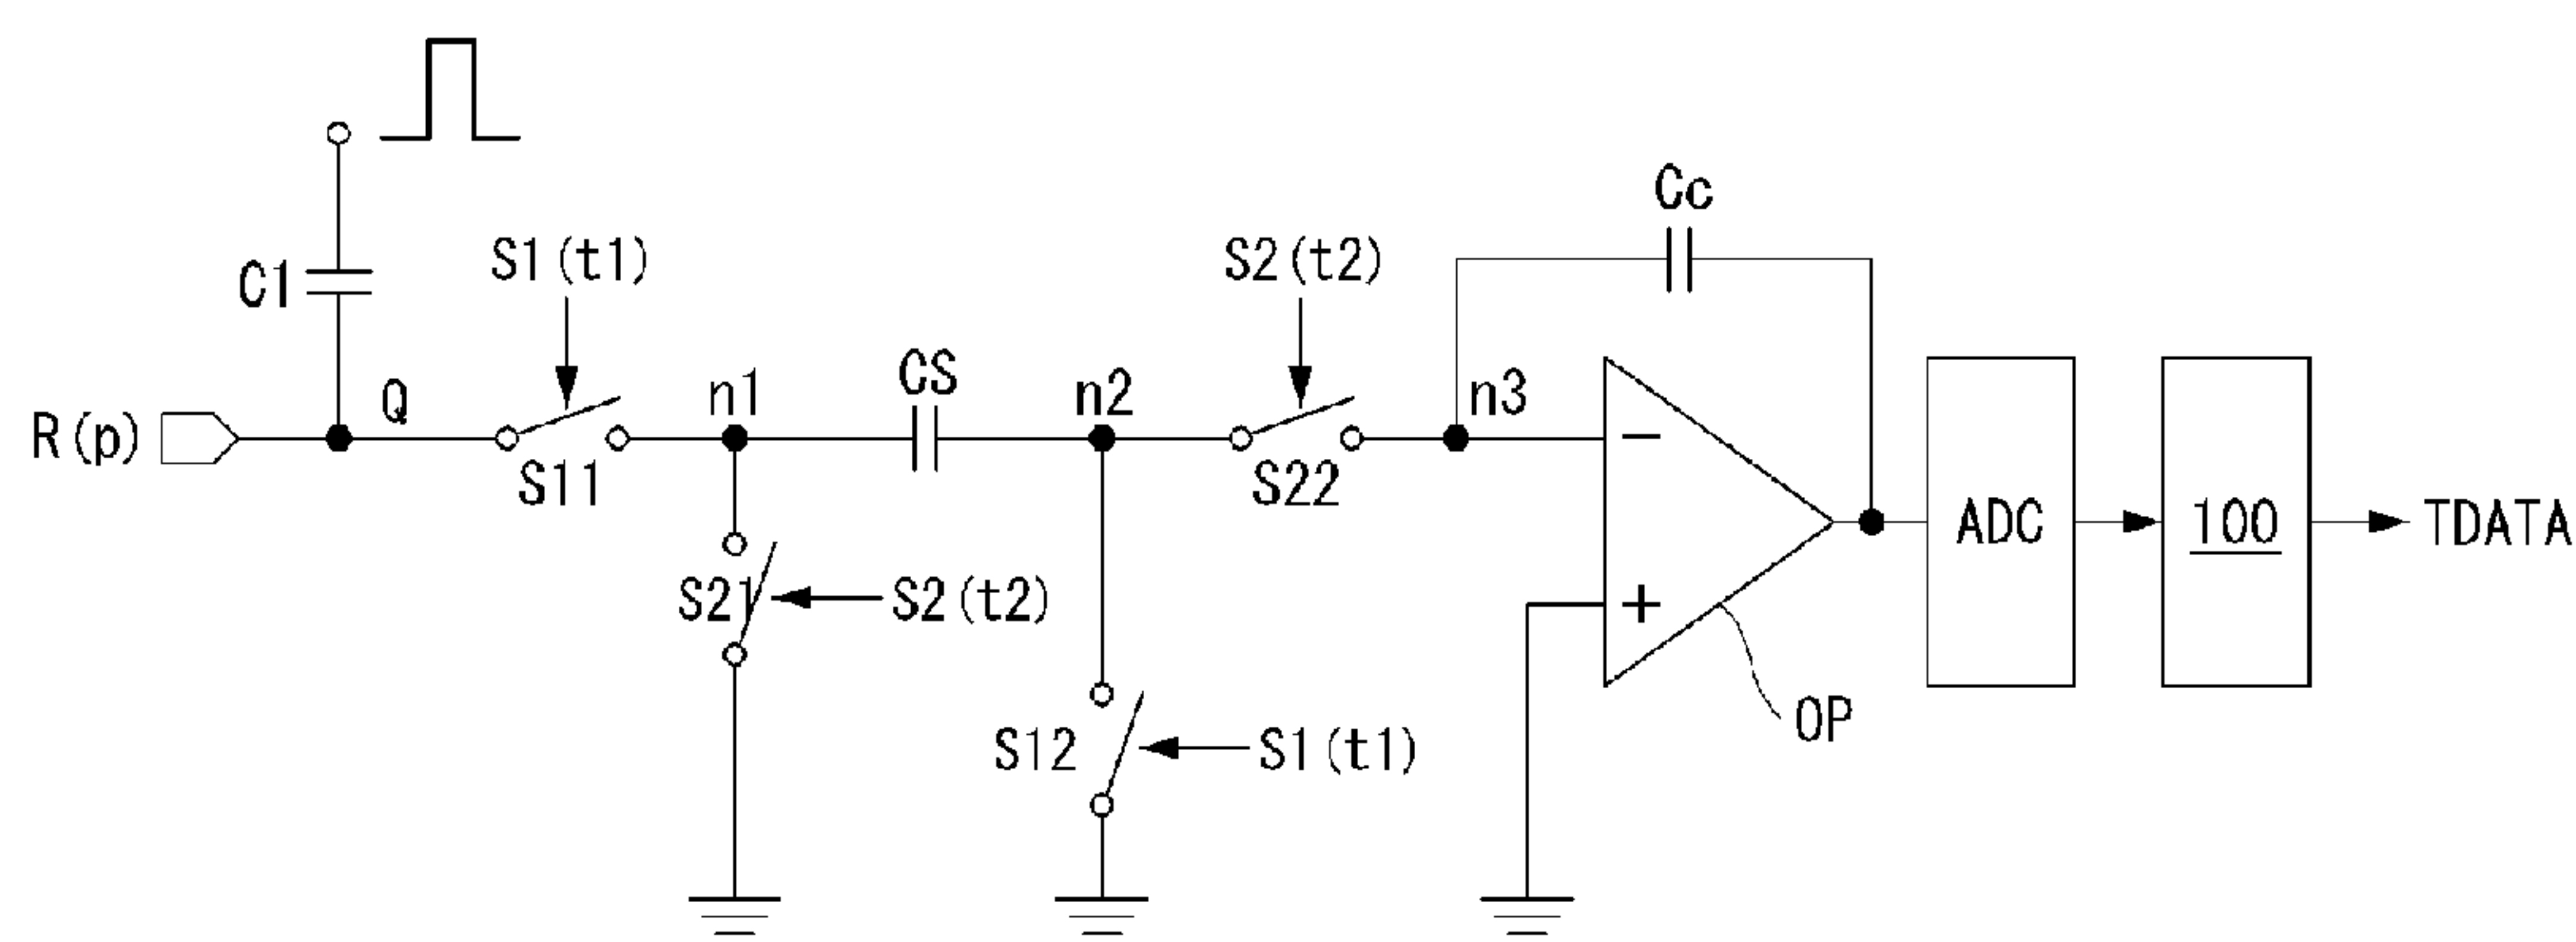 Cc
S1(t1)
S2(t2)
C1
CS
n1
n2
n3
Q
R(p)
S11
S22
−
ADC
100
TDATA
S21
S2(t2)
+
OP
S12
S1(t1)